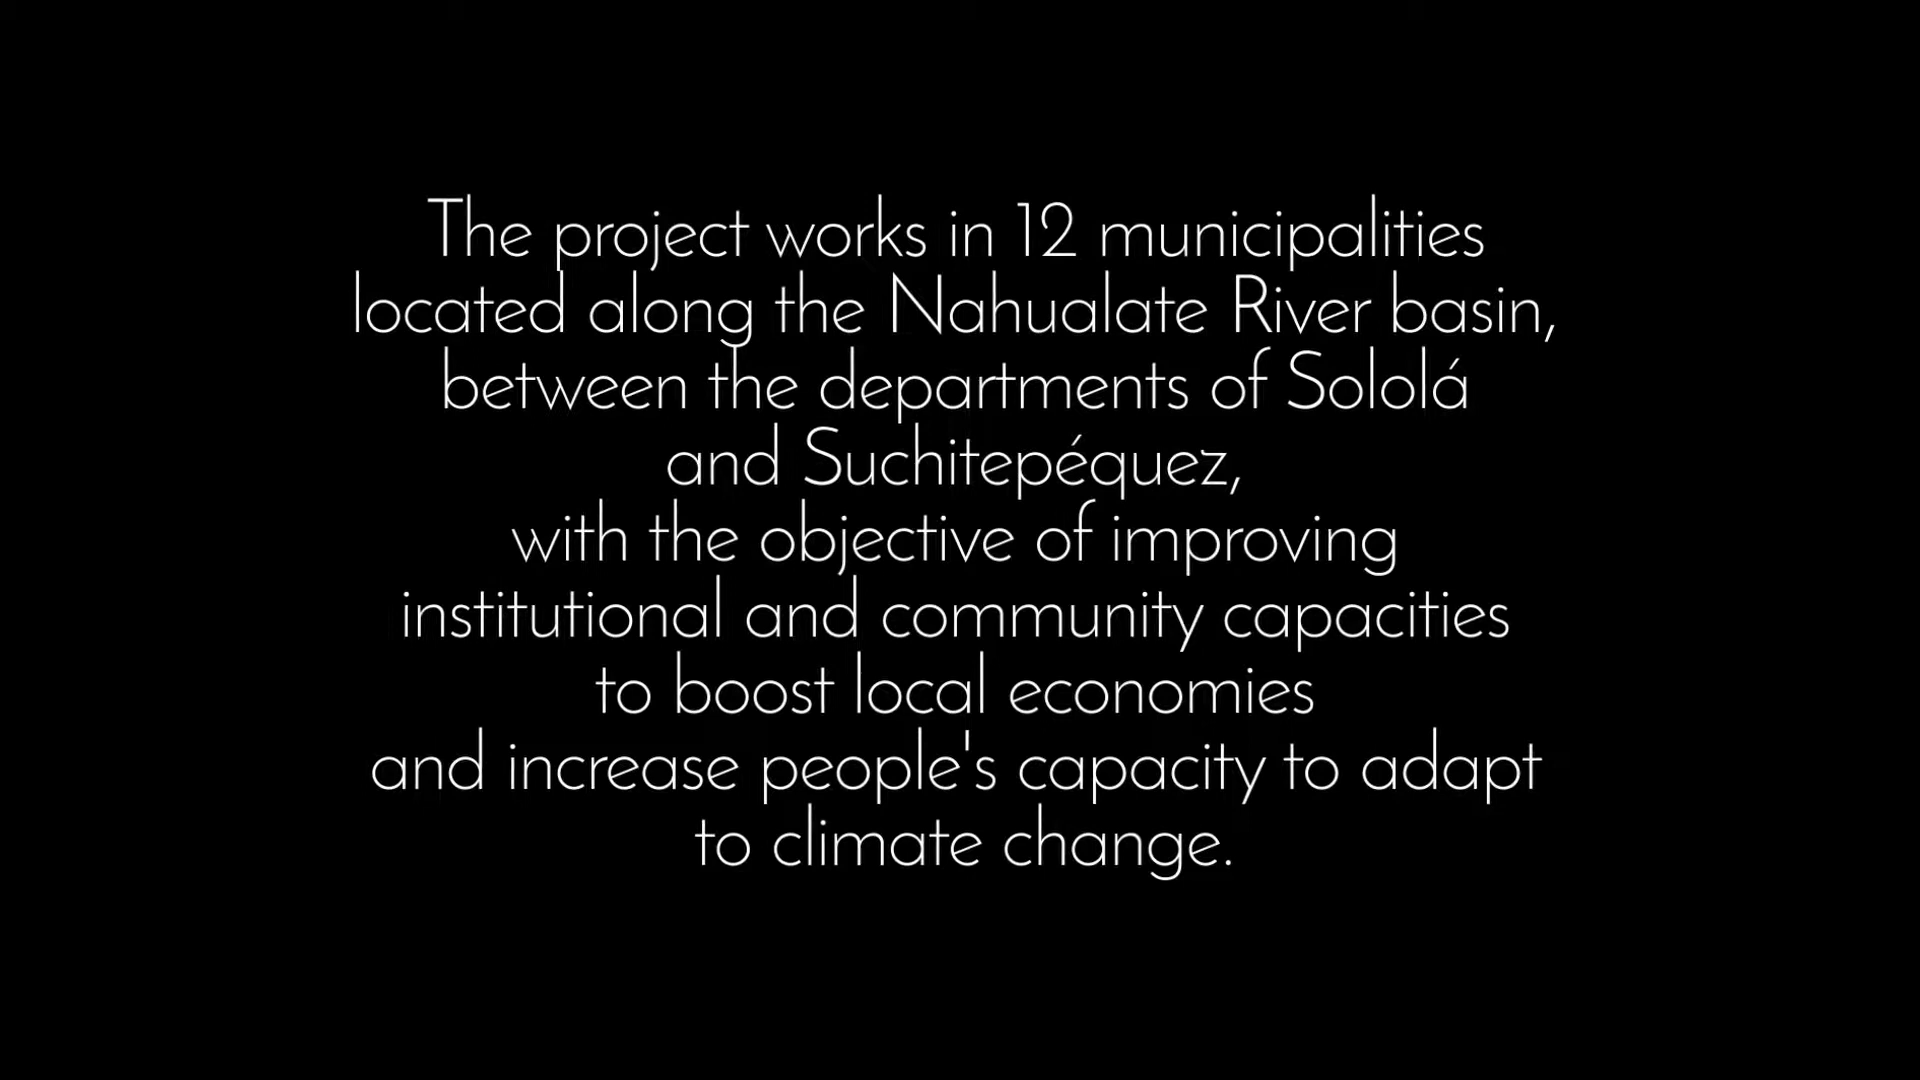 The project works in 12 municipalities
located along the Nahualate River basin,
between the departments of Sololá
and Suchitepéquez,
with the objective of improving
institutional and community capacities
to boost local economies
and increase people's capacity to adapt
to climate change.